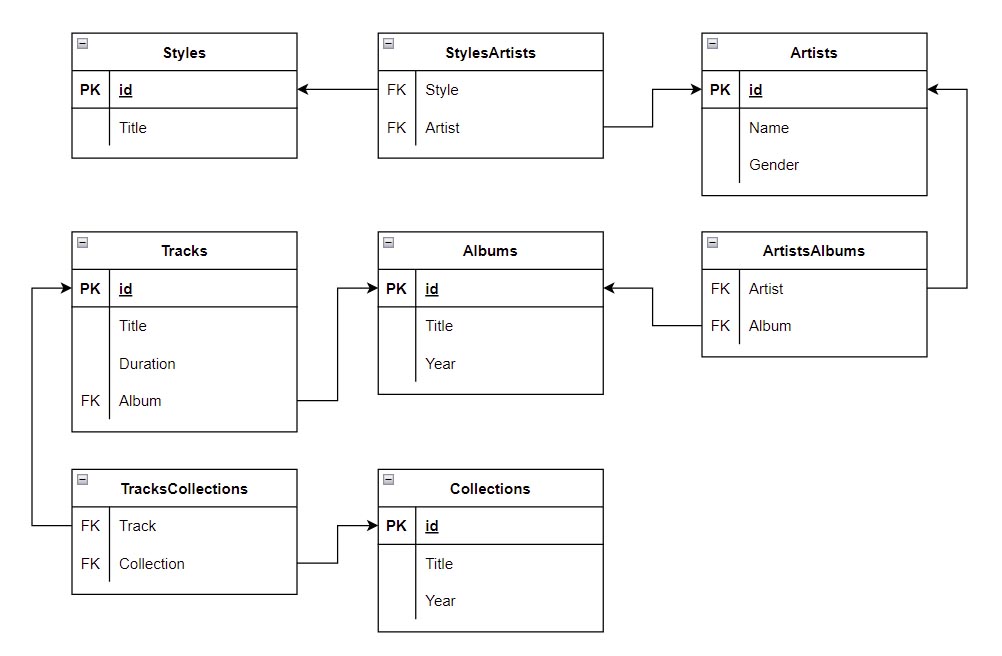 Styles
PK id
Title
StylesArtists
FK Style
FK Artist
Artists
PK id
Name
Gender
Tracks
PK id
Title
Duration
FK Album
Albums
PK id
Title
Year
ArtistsAlbums
FK Artist
FK Album
TracksCollections
FK Track
FK Collection
Collections
PK id
Title
Year